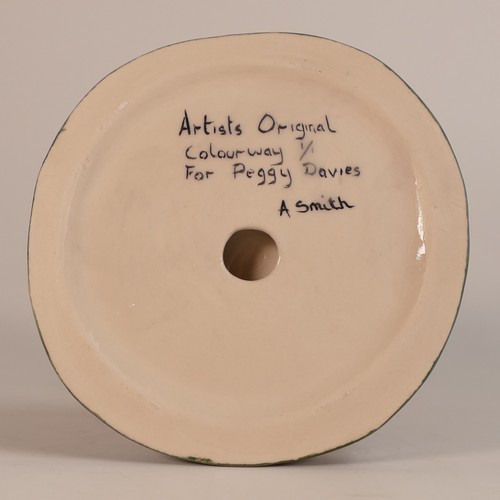 Artists Original
Colourway 1/1
For Peggy Davies
A Smith